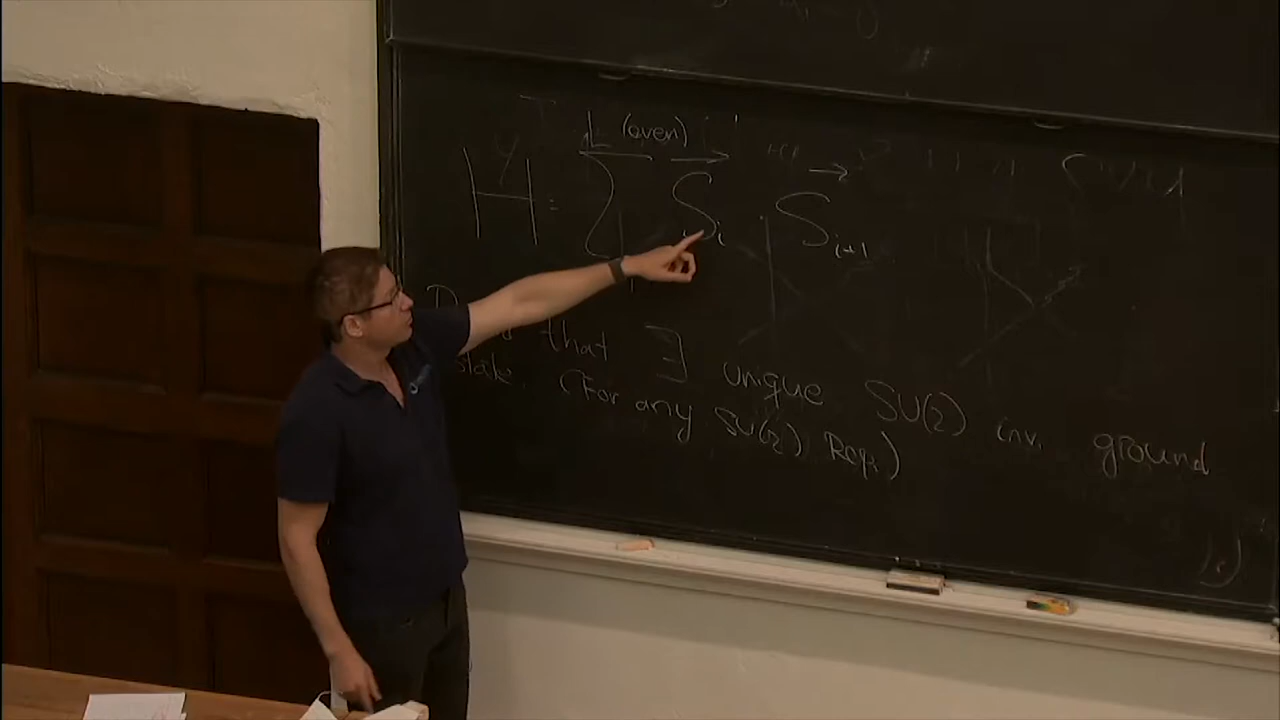 L (even)
H = ∑ S⃗ᵢ S⃗ᵢ₊₁
that ∃ unique SU(2) inv. ground
state. (For any SU(2) Rep.)